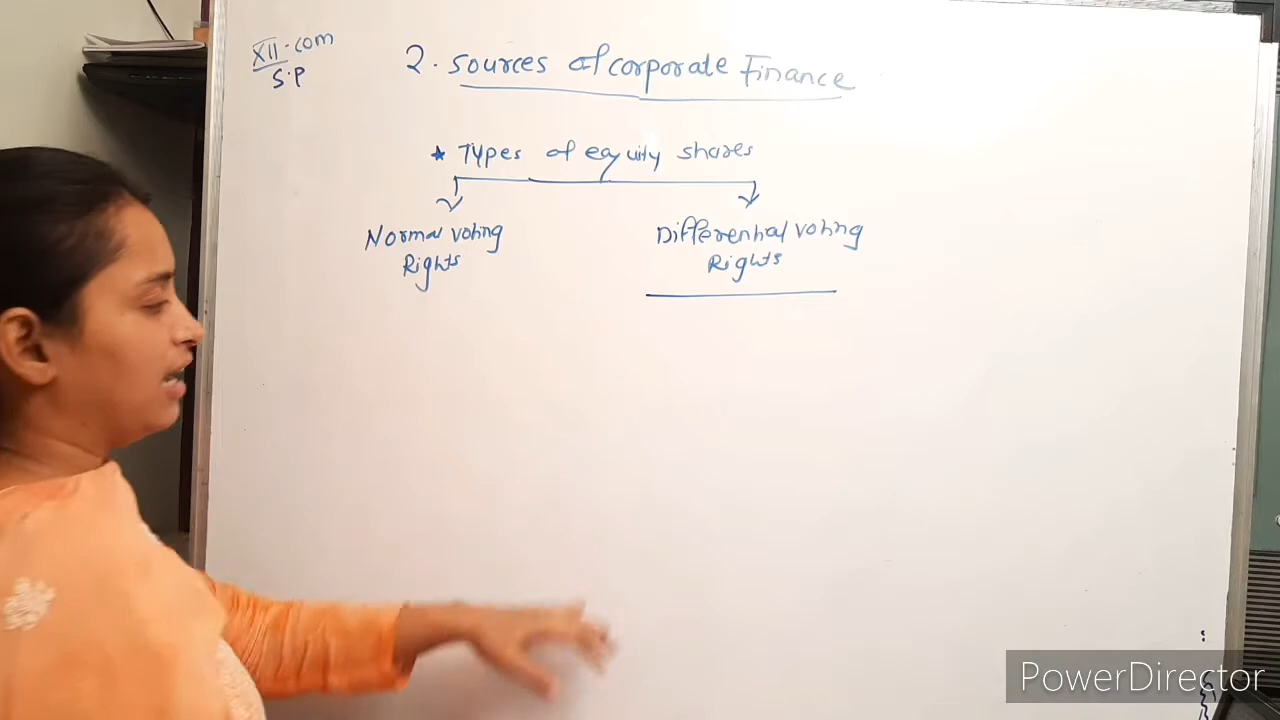 XII.com
S.P
2. Sources of corporate Finance
* Types of equity shares
Normal Voting
Rights
Differential Voting
Rights
PowerDirector